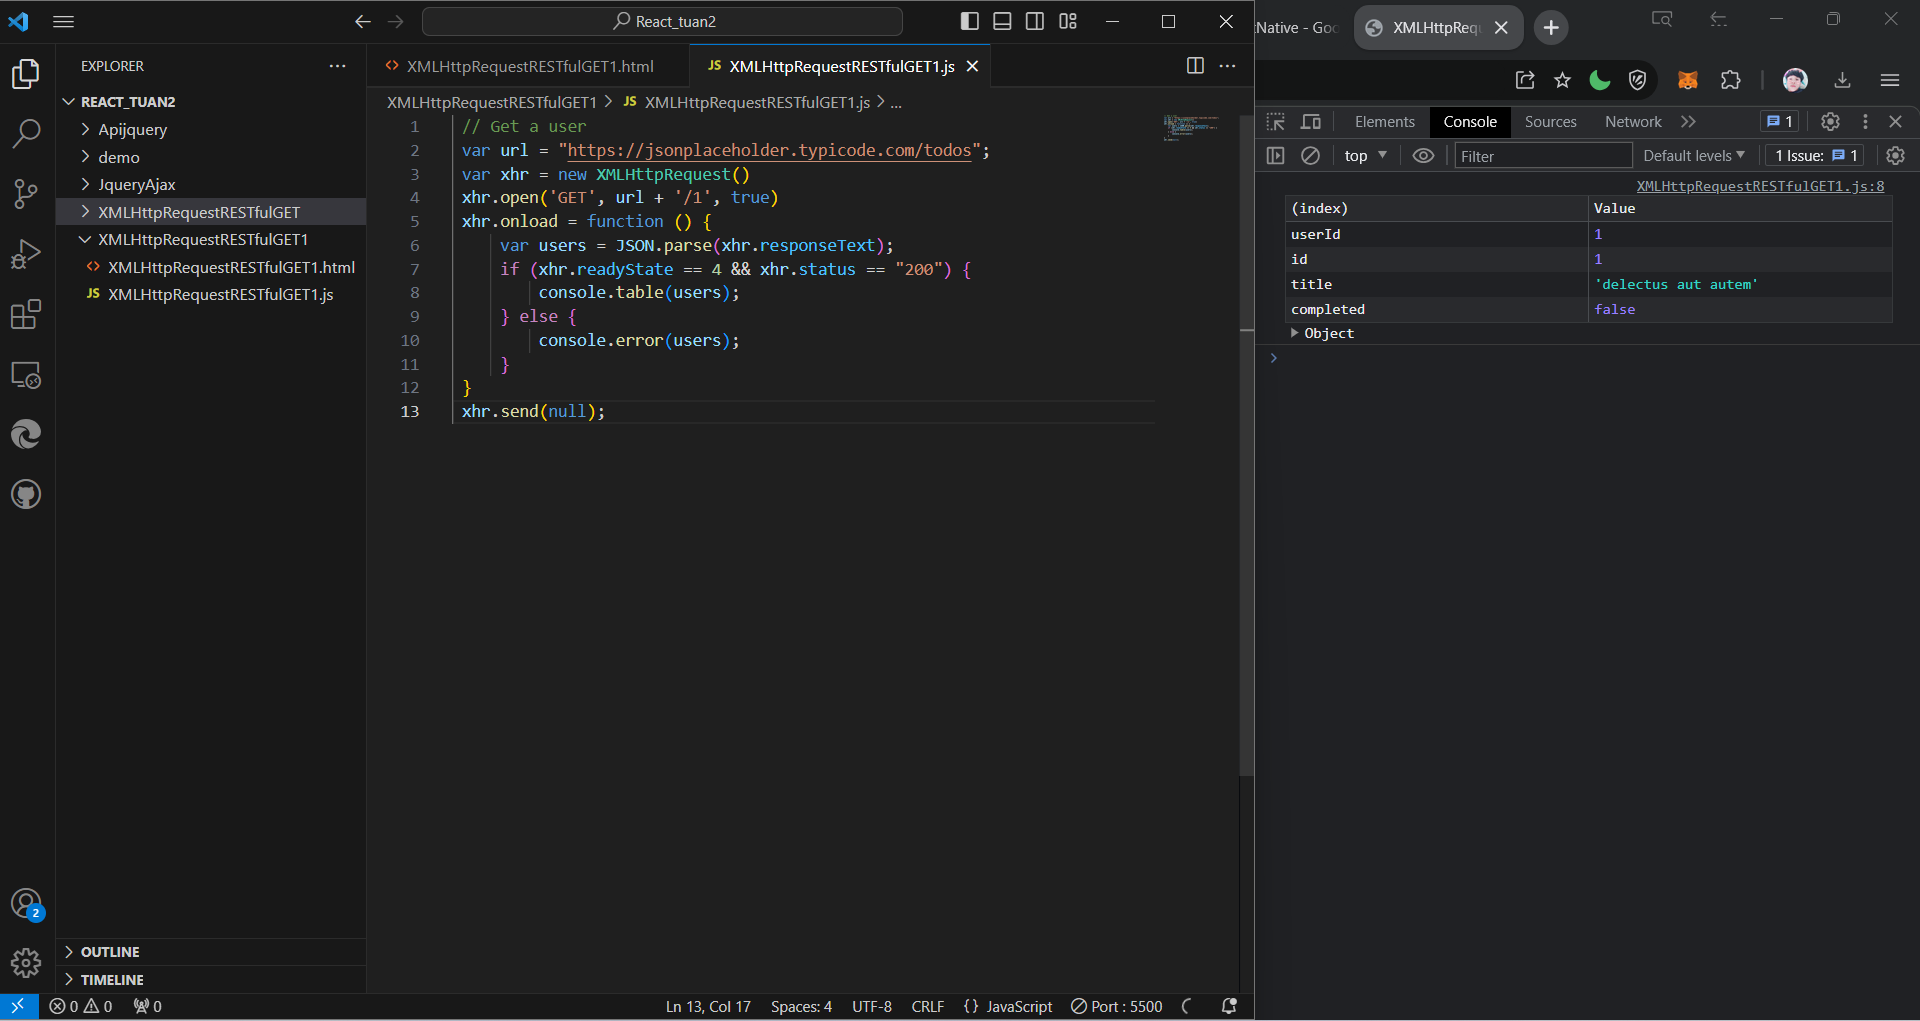 React_tuan2
EXPLORER
REACT_TUAN2
Apijquery
demo
JqueryAjax
XMLHttpRequestRESTfulGET
XMLHttpRequestRESTfulGET1
XMLHttpRequestRESTfulGET1.html
JS XMLHttpRequestRESTfulGET1.js
OUTLINE
TIMELINE
XMLHttpRequestRESTfulGET1.html
JS XMLHttpRequestRESTfulGET1.js
XMLHttpRequestRESTfulGET1 > JS XMLHttpRequestRESTfulGET1.js > ...
1 // Get a user
2 var url = "https://jsonplaceholder.typicode.com/todos";
3 var xhr = new XMLHttpRequest()
4 xhr.open('GET', url + '/1', true)
5 xhr.onload = function () {
6 var users = JSON.parse(xhr.responseText);
7 if (xhr.readyState == 4 && xhr.status == "200") {
8 console.table(users);
9 } else {
10 console.error(users);
11 }
12 }
13 xhr.send(null);
2
0 0 0
Ln 13, Col 17 Spaces: 4 UTF-8 CRLF {} JavaScript Port : 5500
tNative - Goo
XMLHttpReq
Elements Console Sources Network 1
top Filter Default levels 1 Issue: 1
XMLHttpRequestRESTfulGET1.js:8
(index) Value
userId 1
id 1
title 'delectus aut autem'
completed false
Object